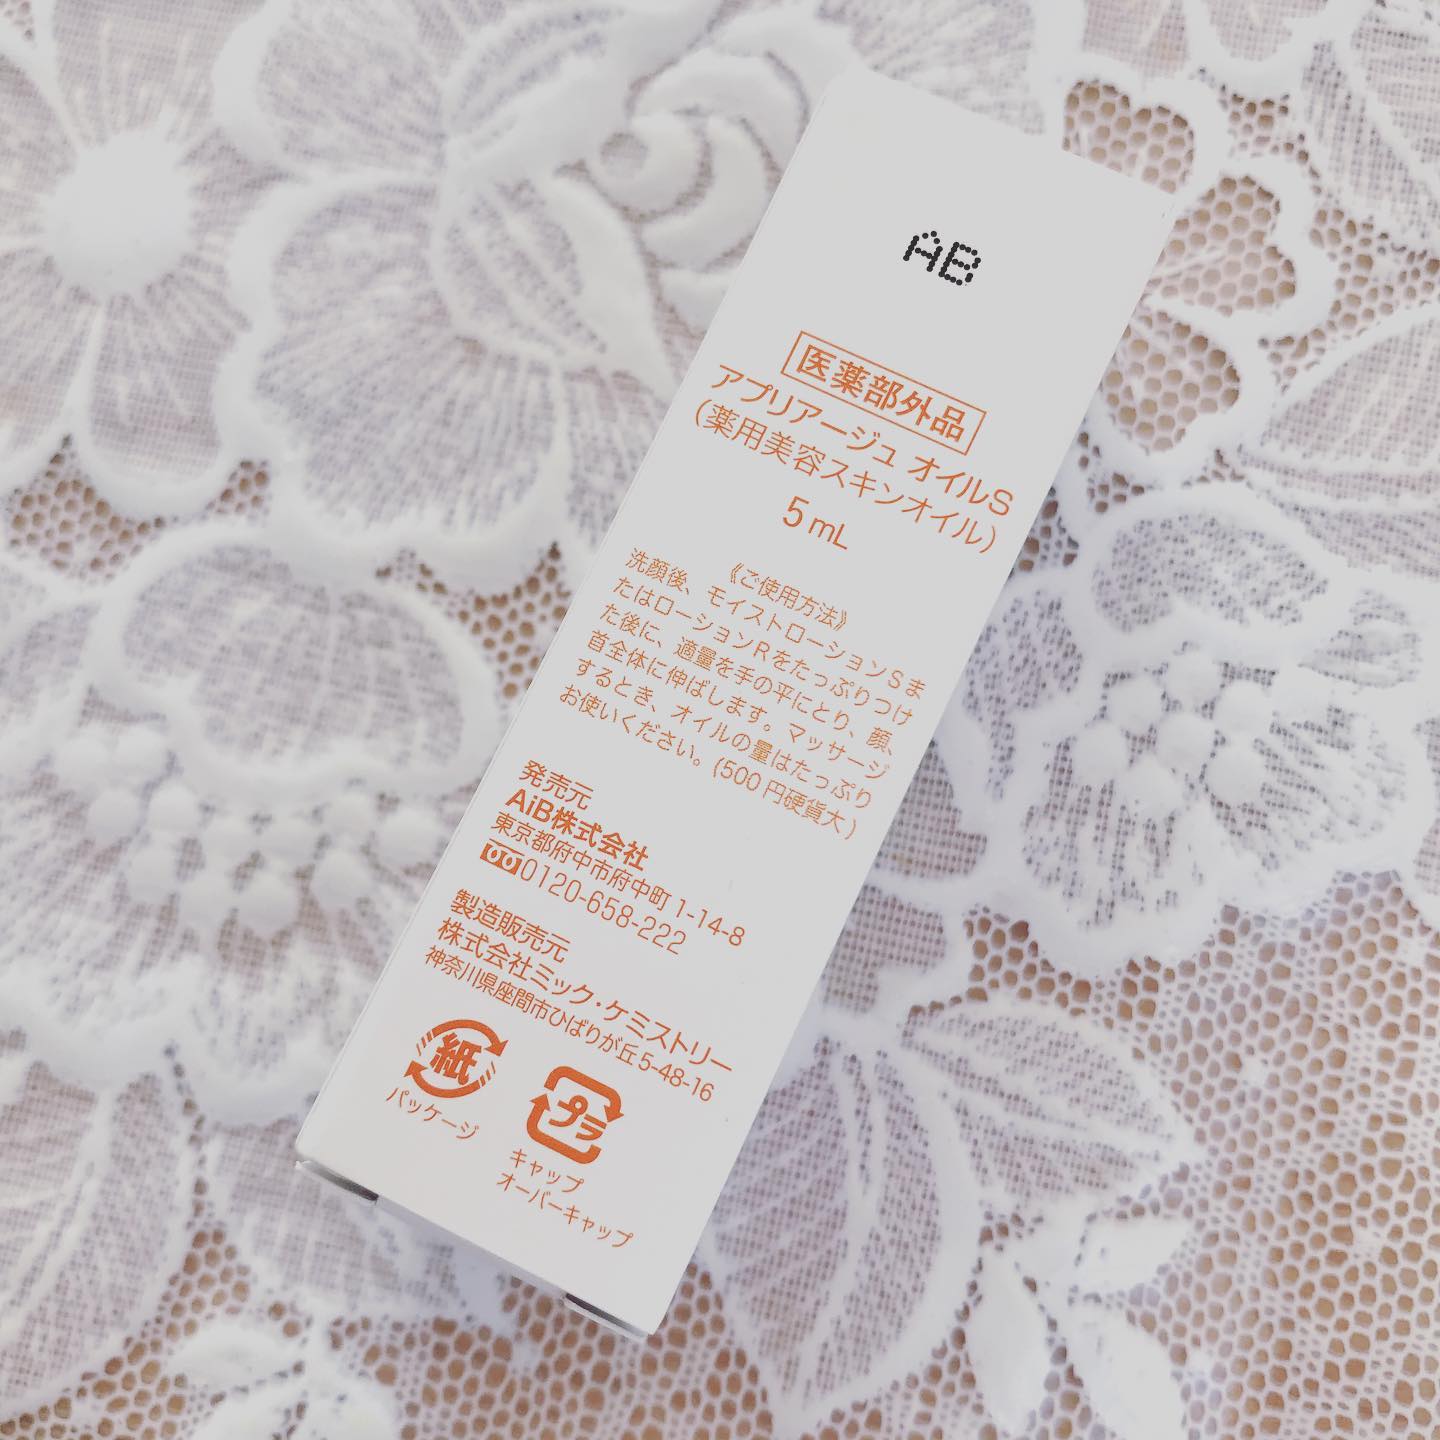 AB
医薬部外品
アプリアージュ オイルS
(薬用美容スキンオイル)
5mL
《ご使用方法》
洗顔後、モイストローションSま
たはローションRをたっぷりつけ
た後に、適量を手の平にとり、顔、
首全体に伸ばします。マッサージ
するとき、オイルの量はたっぷり
お使いください。(500円硬貨大)
発売元
AiB株式会社
東京都府中市府中町1-14-8
0120-658-222
製造販売元
株式会社ミック・ケミストリー
神奈川県座間市ひばりが丘5-48-16
紙
パッケージ
プラ
キャップ
オーバーキャップ